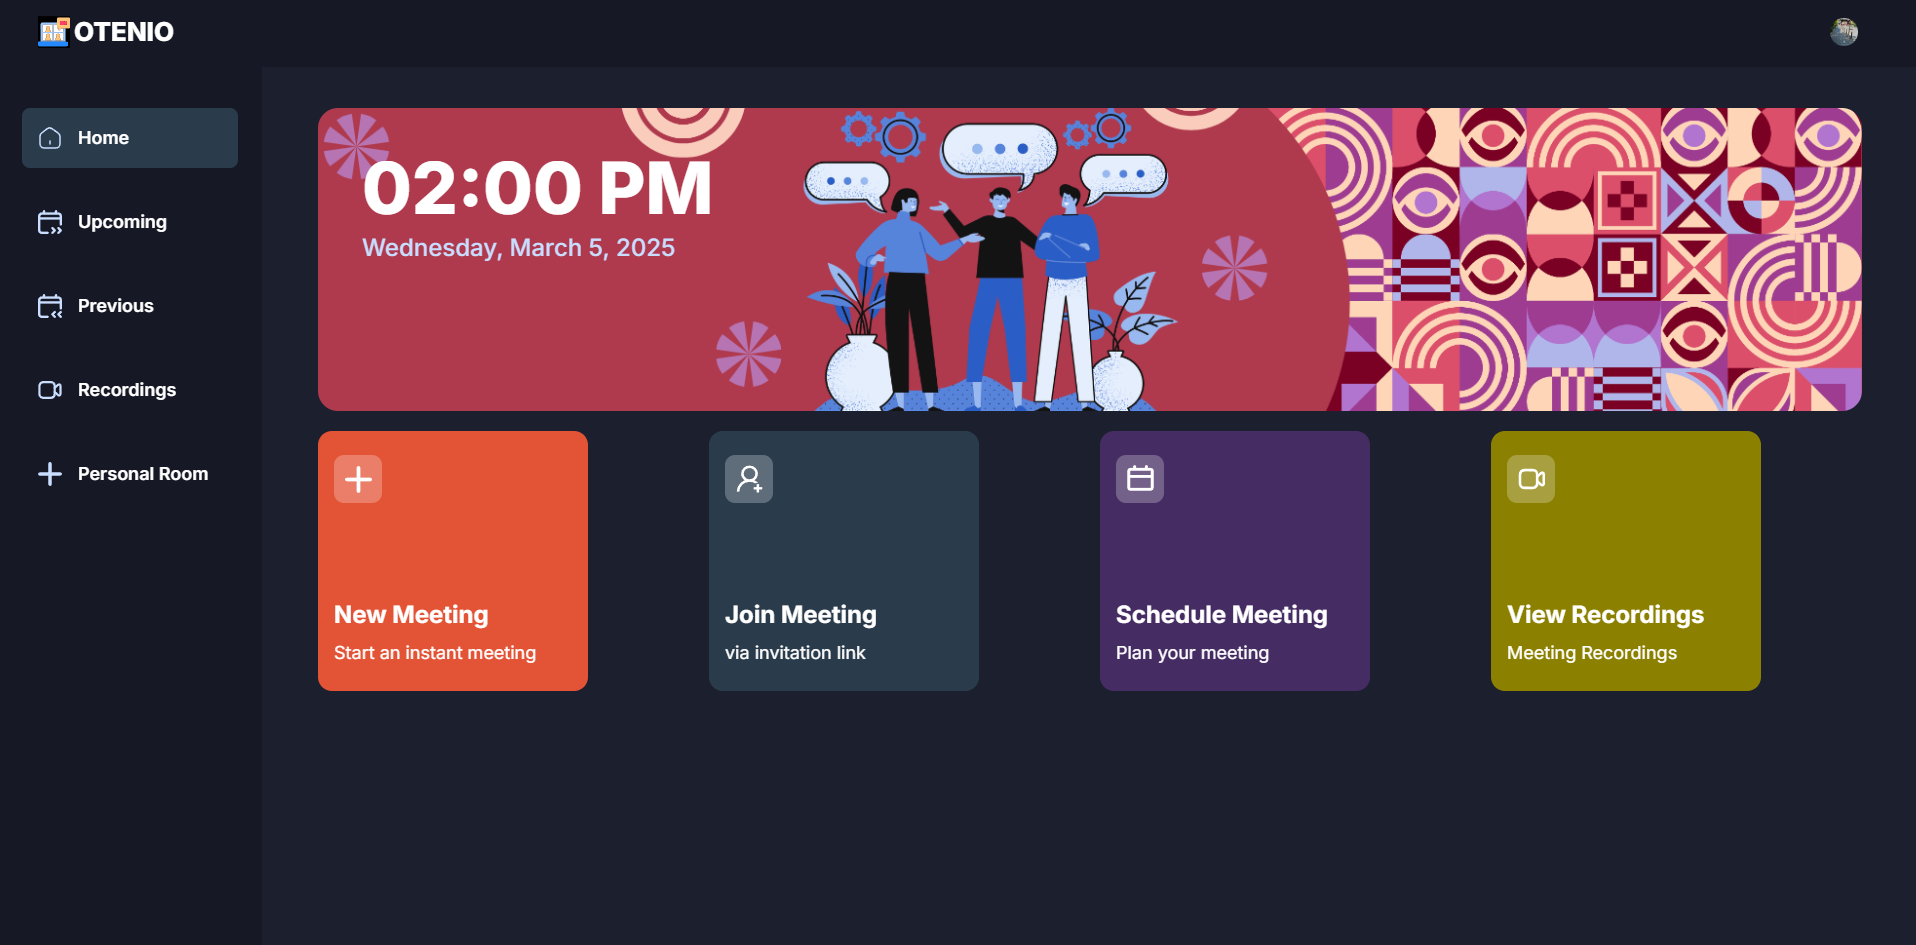 OTENIO
Home
Upcoming
Previous
Recordings
Personal Room
02:00 PM
Wednesday, March 5, 2025
New Meeting
Start an instant meeting
Join Meeting
via invitation link
Schedule Meeting
Plan your meeting
View Recordings
Meeting Recordings